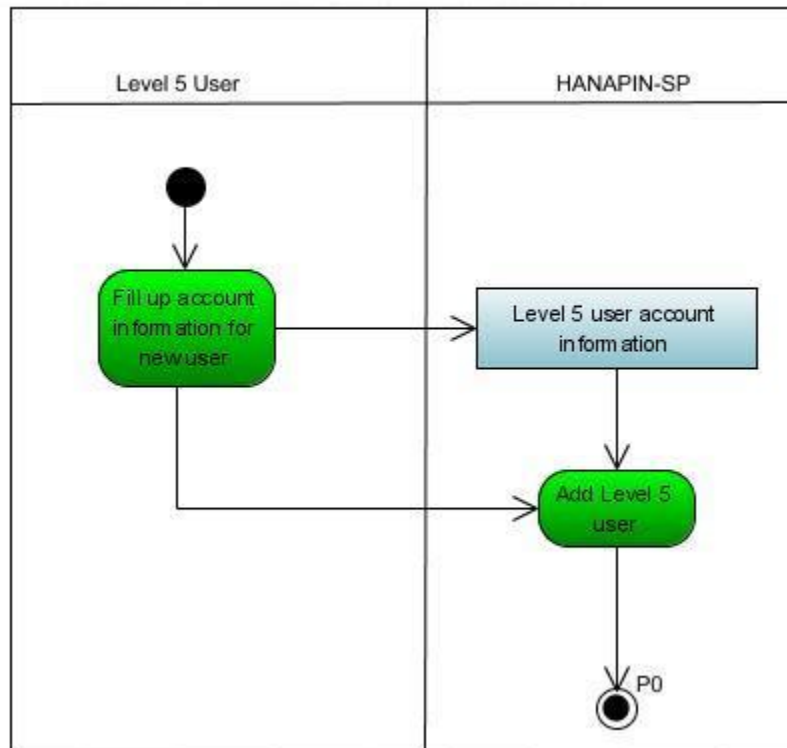 Level 5 User
HANAPIN-SP
Fill up account
information for
new user
Level 5 user account
information
Add Level 5
user
P0